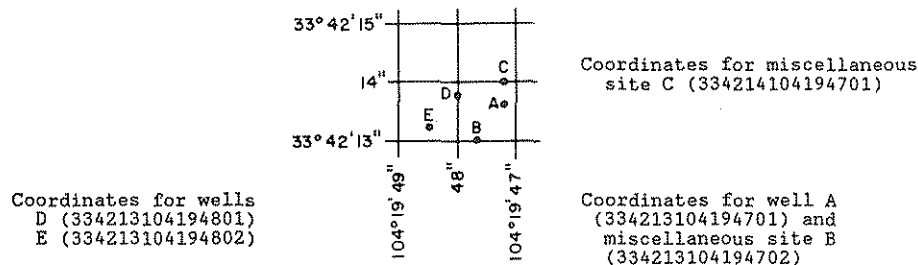 33°42'15"
14"
33°42'13"
C
D
A
E
B
104°19'49"
48"
104°19'47"
Coordinates for miscellaneous
site C (334214104194701)
Coordinates for wells
D (334213104194801)
E (334213104194802)
Coordinates for well A
(334213104194701) and
miscellaneous site B
(334213104194702)